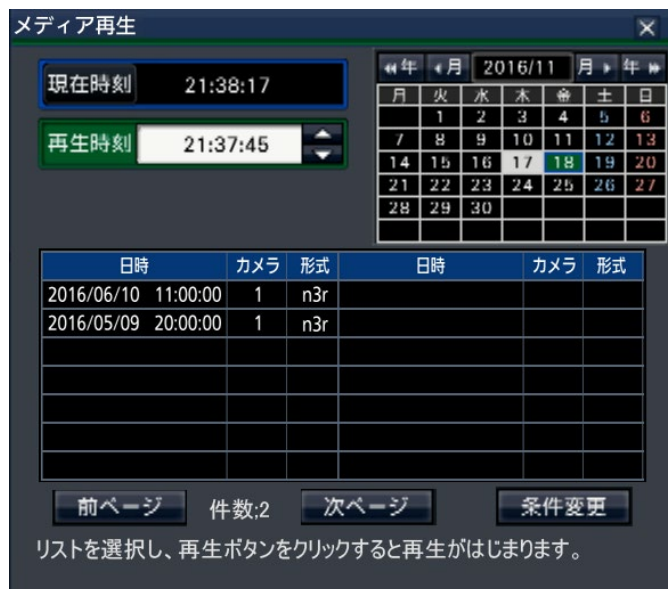 メディア再生
現在時刻 21:38:17
再生時刻 21:37:45
年 月 2016/11 月 年
月 火 水 木 金 土 日
1 2 3 4 5 6
7 8 9 10 11 12 13
14 15 16 17 18 19 20
21 22 23 24 25 26 27
28 29 30
日時 カメラ 形式 日時 カメラ 形式
2016/06/10 11:00:00 1 n3r
2016/05/09 20:00:00 1 n3r
前ページ 件数;2 次ページ 条件変更
リストを選択し、再生ボタンをクリックすると再生がはじまります。